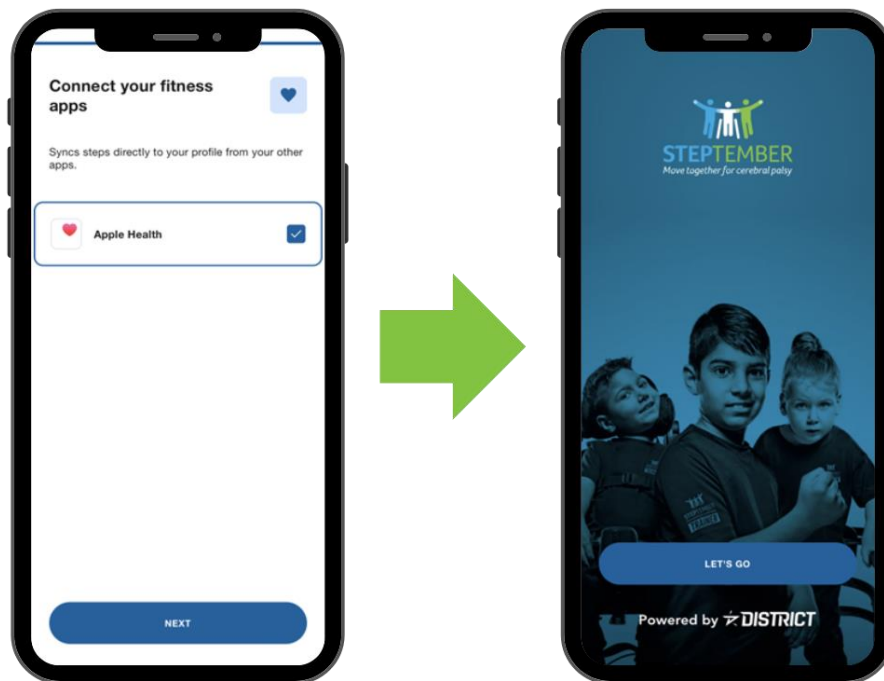 Connect your fitness
apps
Syncs steps directly to your profile from your other
apps.
Apple Health
NEXT
STEPTEMBER
Move together for cerebral palsy
TRAINER
LET'S GO
Powered by DISTRICT